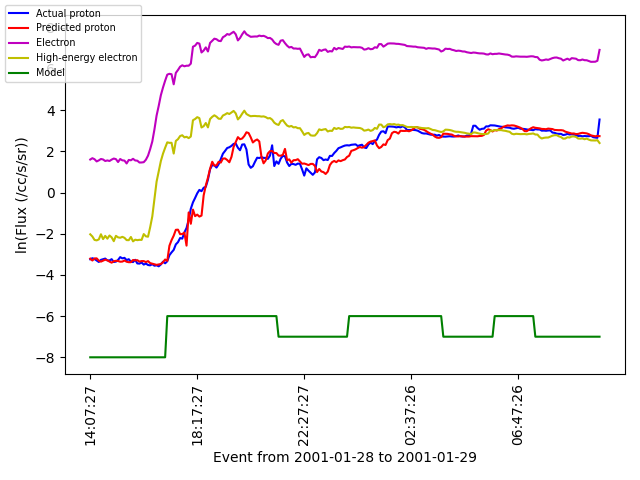 Actual proton
Predicted proton
Electron
High-energy electron
Model
ln(Flux (/cc/s/sr))
4
2
0
−2
−4
−6
−8
14:07:27
18:17:27
22:27:27
02:37:26
06:47:26
Event from 2001-01-28 to 2001-01-29